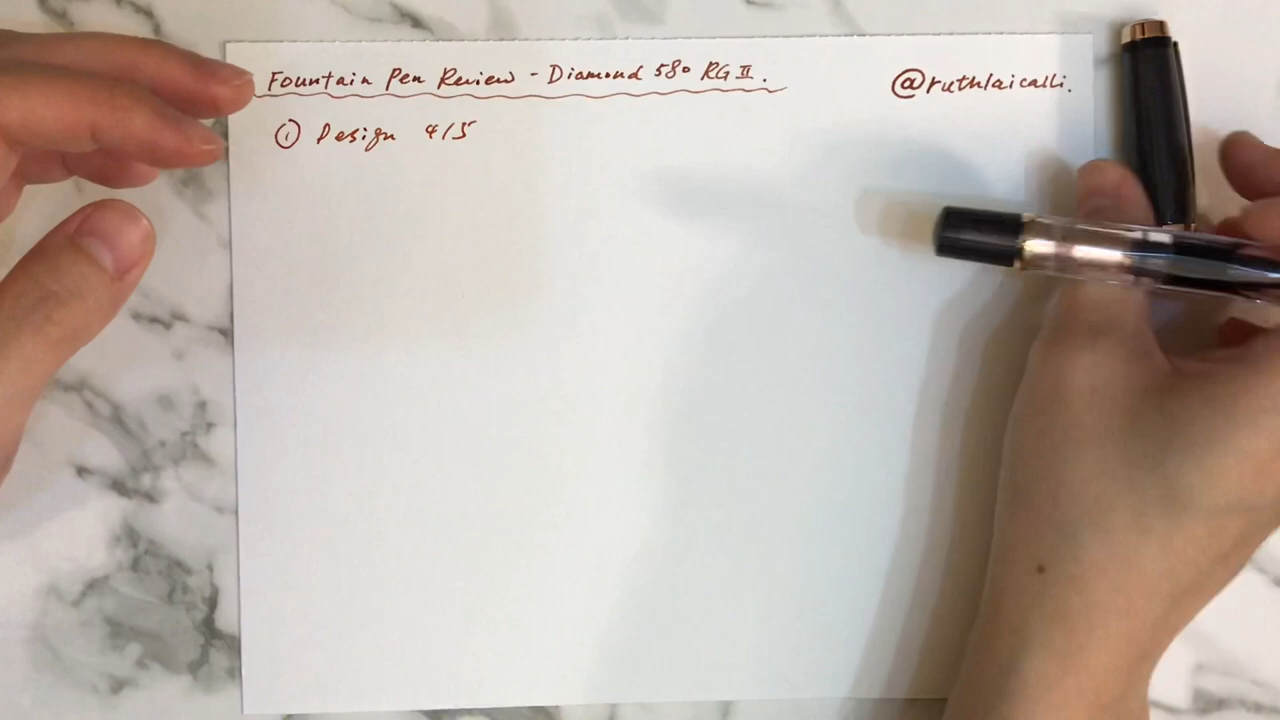 Fountain Pen Review - Diamond 580 RG II.
@ruthlaicalli.
① Design 4/5